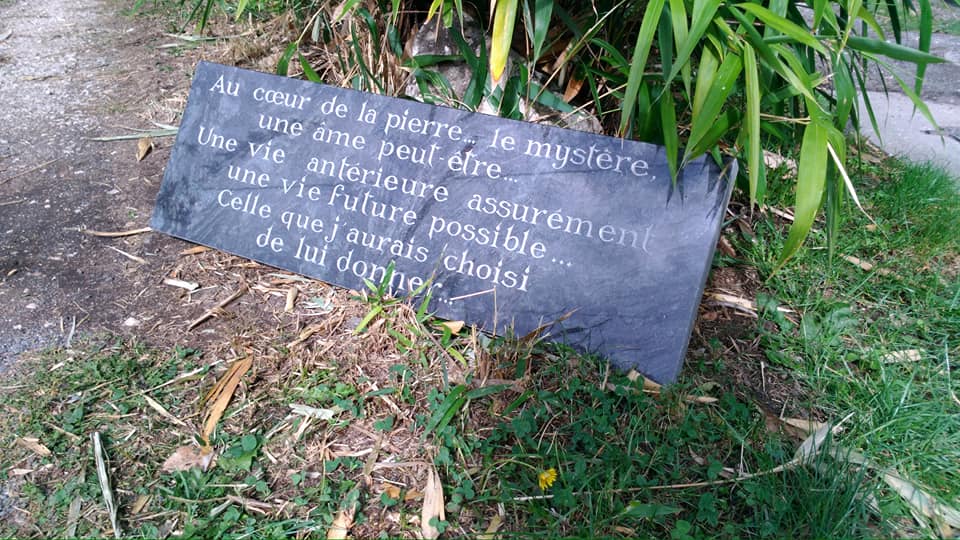 Au cœur de la pierre... le mystère,
une âme peut-être...
Une vie antérieure assurément
une vie future possible...
Celle que j'aurais choisi
de lui donner...